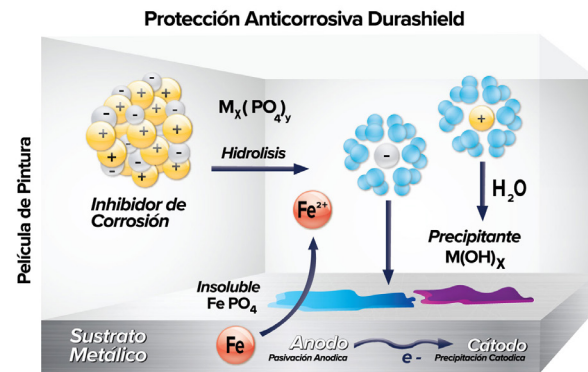 Protección Anticorrosiva Durashield
Película de Pintura
- + - + + + - + + + - + - + + + -
Mx(PO4)y
Hidrolisis
Inhibidor de
Corrosión
-
+
H2O
Fe2+
Precipitante
M(OH)X
Insoluble
Fe PO4
Sustrato
Metálico
Fe
Anodo
Pasivación Anodica
e -
Cátodo
Precipitación Catodica